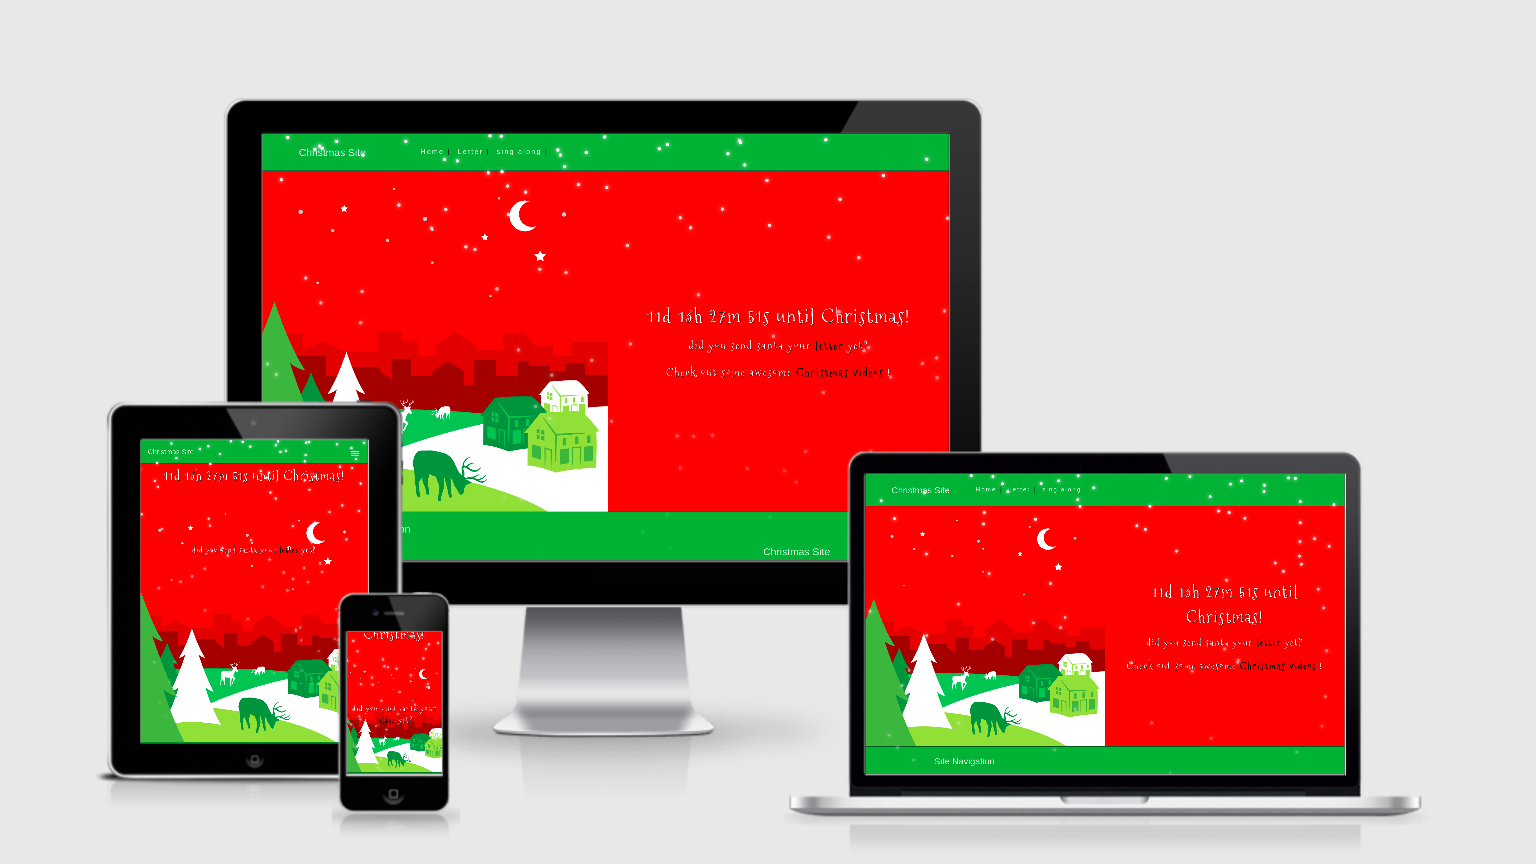 Christmas Site
Home | Letter | sing along |
11d 13h 27m 51s until Christmas!
did you send santa your letter yet?
Check out some awesome Christmas videos !
on
Christmas Site
Christmas Site
11d 13h 27m 51s until Christmas!
did you send santa your letter yet?
Christmas!
did you send santa your
letter yet?
Christmas Site
Home | Letter | sing along
11d 13h 27m 51s until
Christmas!
did you send santa your letter yet?
Check out some awesome Christmas videos !
Site Navigation